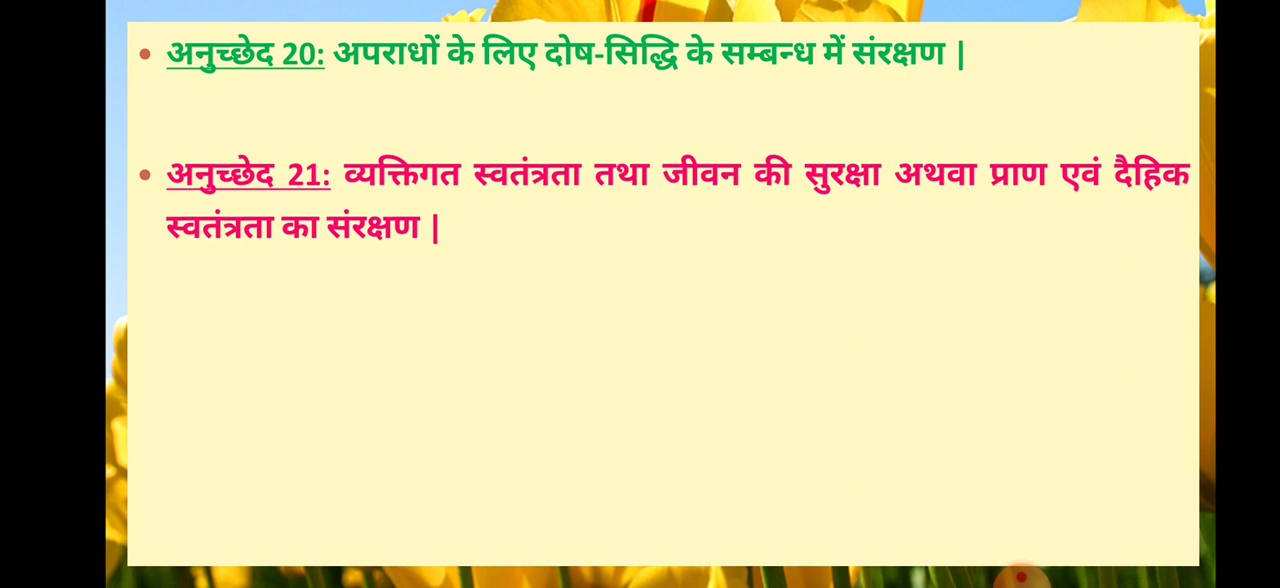 • अनुच्छेद 20: अपराधों के लिए दोष-सिद्धि के सम्बन्ध में संरक्षण |
• अनुच्छेद 21: व्यक्तिगत स्वतंत्रता तथा जीवन की सुरक्षा अथवा प्राण एवं दैहिक
स्वतंत्रता का संरक्षण |